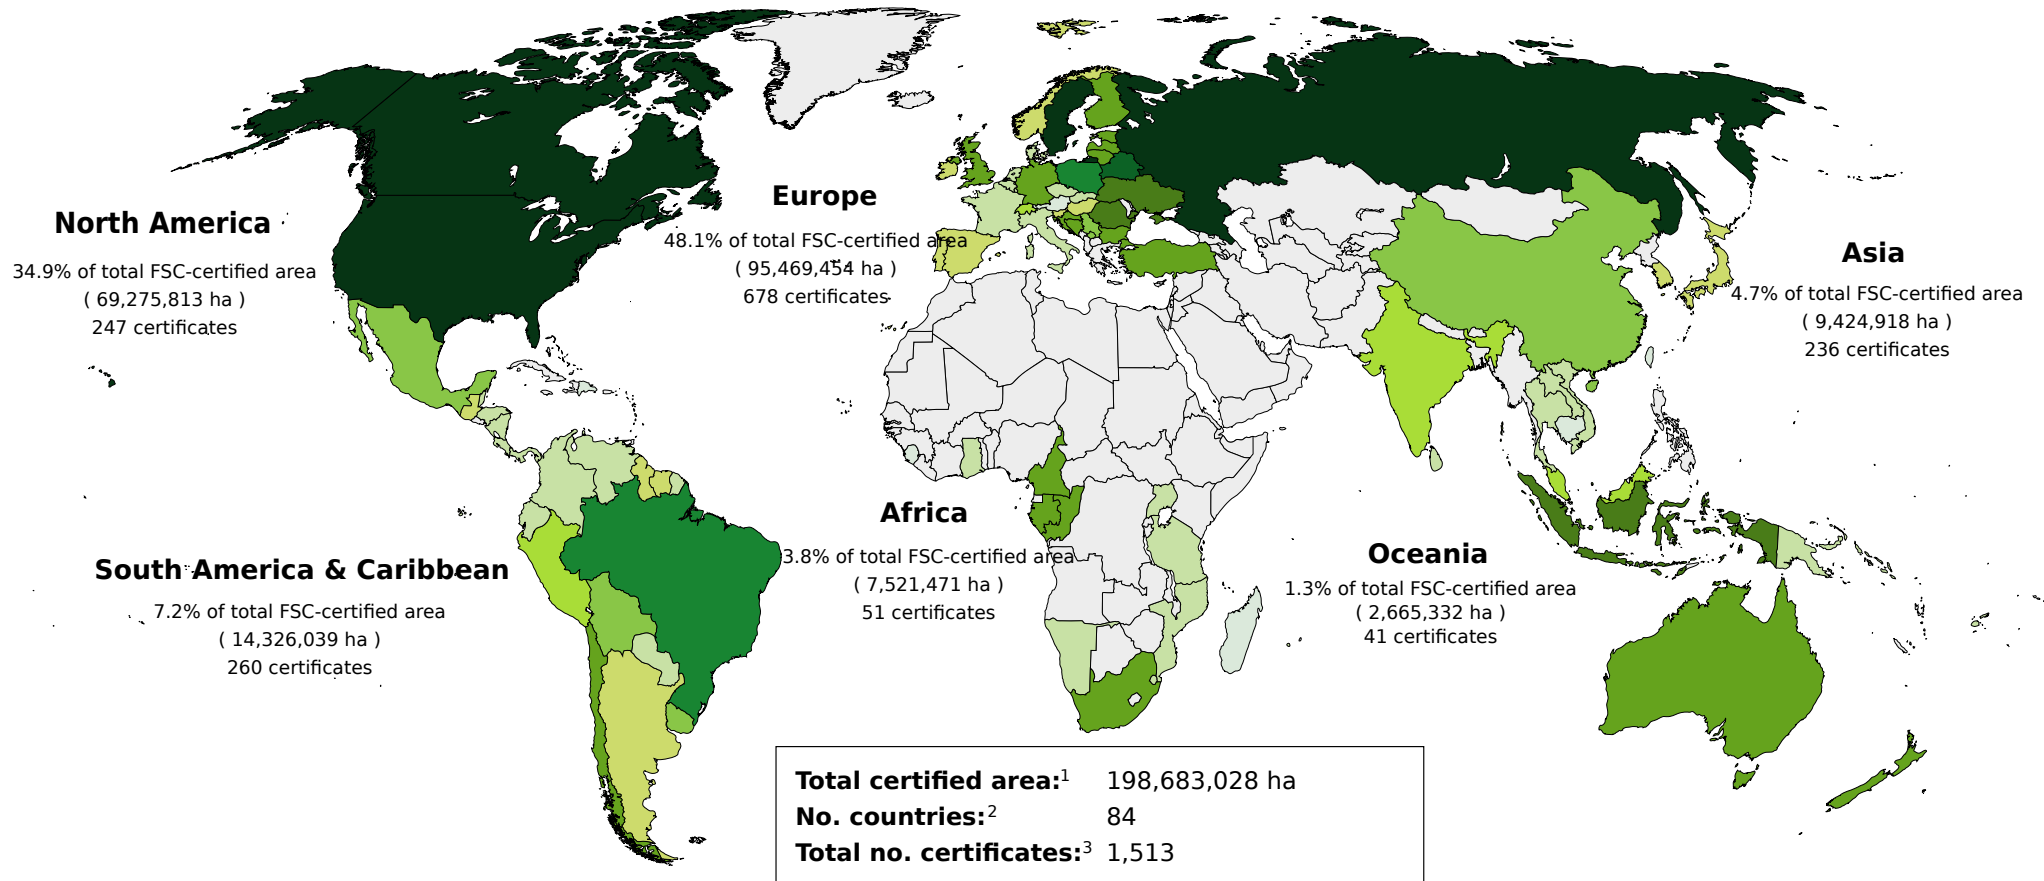 North America
34.9% of total FSC-certified area
( 69,275,813 ha )
247 certificates
Europe
48.1% of total FSC-certified area
( 95,469,454 ha )
678 certificates
Asia
4.7% of total FSC-certified area
( 9,424,918 ha )
236 certificates
South America & Caribbean
7.2% of total FSC-certified area
( 14,326,039 ha )
260 certificates
Africa
3.8% of total FSC-certified area
( 7,521,471 ha )
51 certificates
Oceania
1.3% of total FSC-certified area
( 2,665,332 ha )
41 certificates
Total certified area:1 198,683,028 ha
No. countries:2 84
Total no. certificates:3 1,513